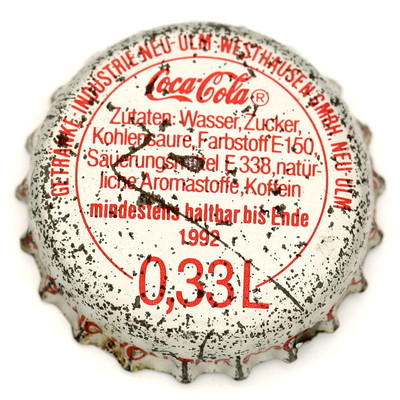 GETRÄNKE-INDUSTRIE NEU-ULM-WESTHAUSEN GMBH, NEU-ULM
Coca-Cola ®
Zutaten: Wasser, Zucker,
Kohlensäure, Farbstoff E 150,
Säuerungsmittel E 338, natür-
liche Aromastoffe, Koffein
mindestens haltbar bis Ende
1992
0,33L